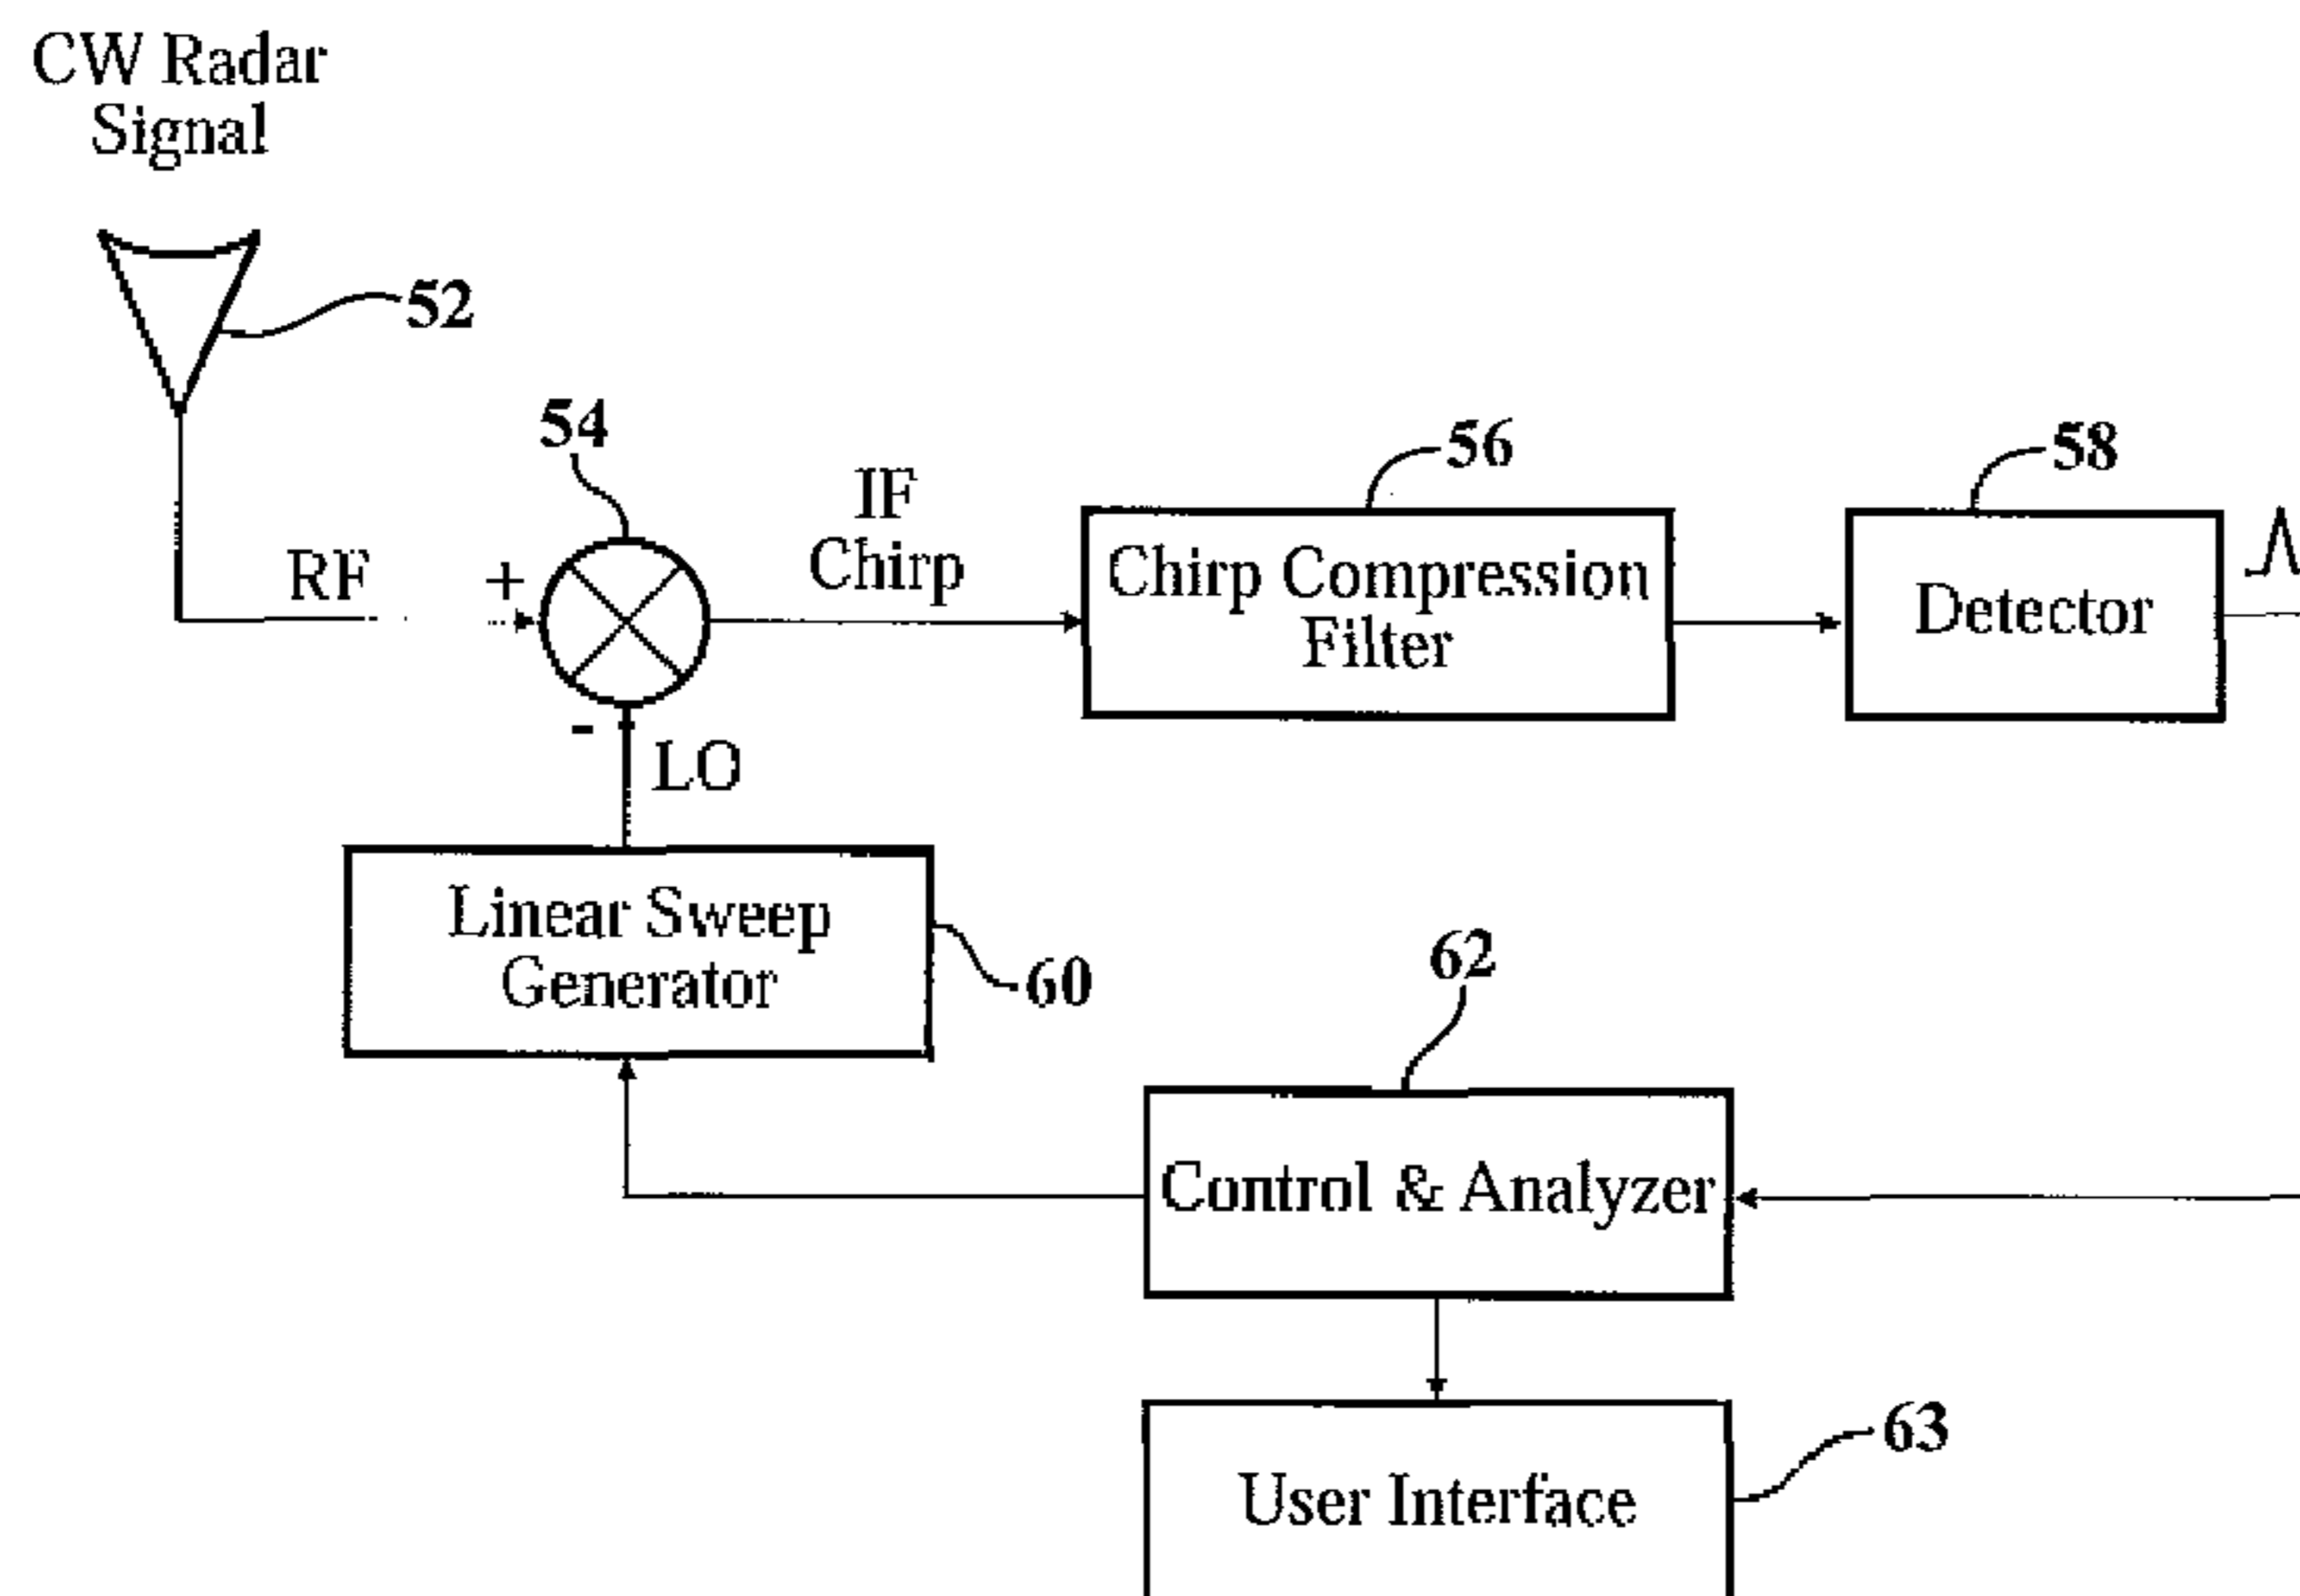 CW Radar
Signal
52
54
56
58
IF
Chirp
RF
+
Chirp Compression
Filter
Detector
-
LO
Linear Sweep
Generator
60
62
Control & Analyzer
63
User Interface